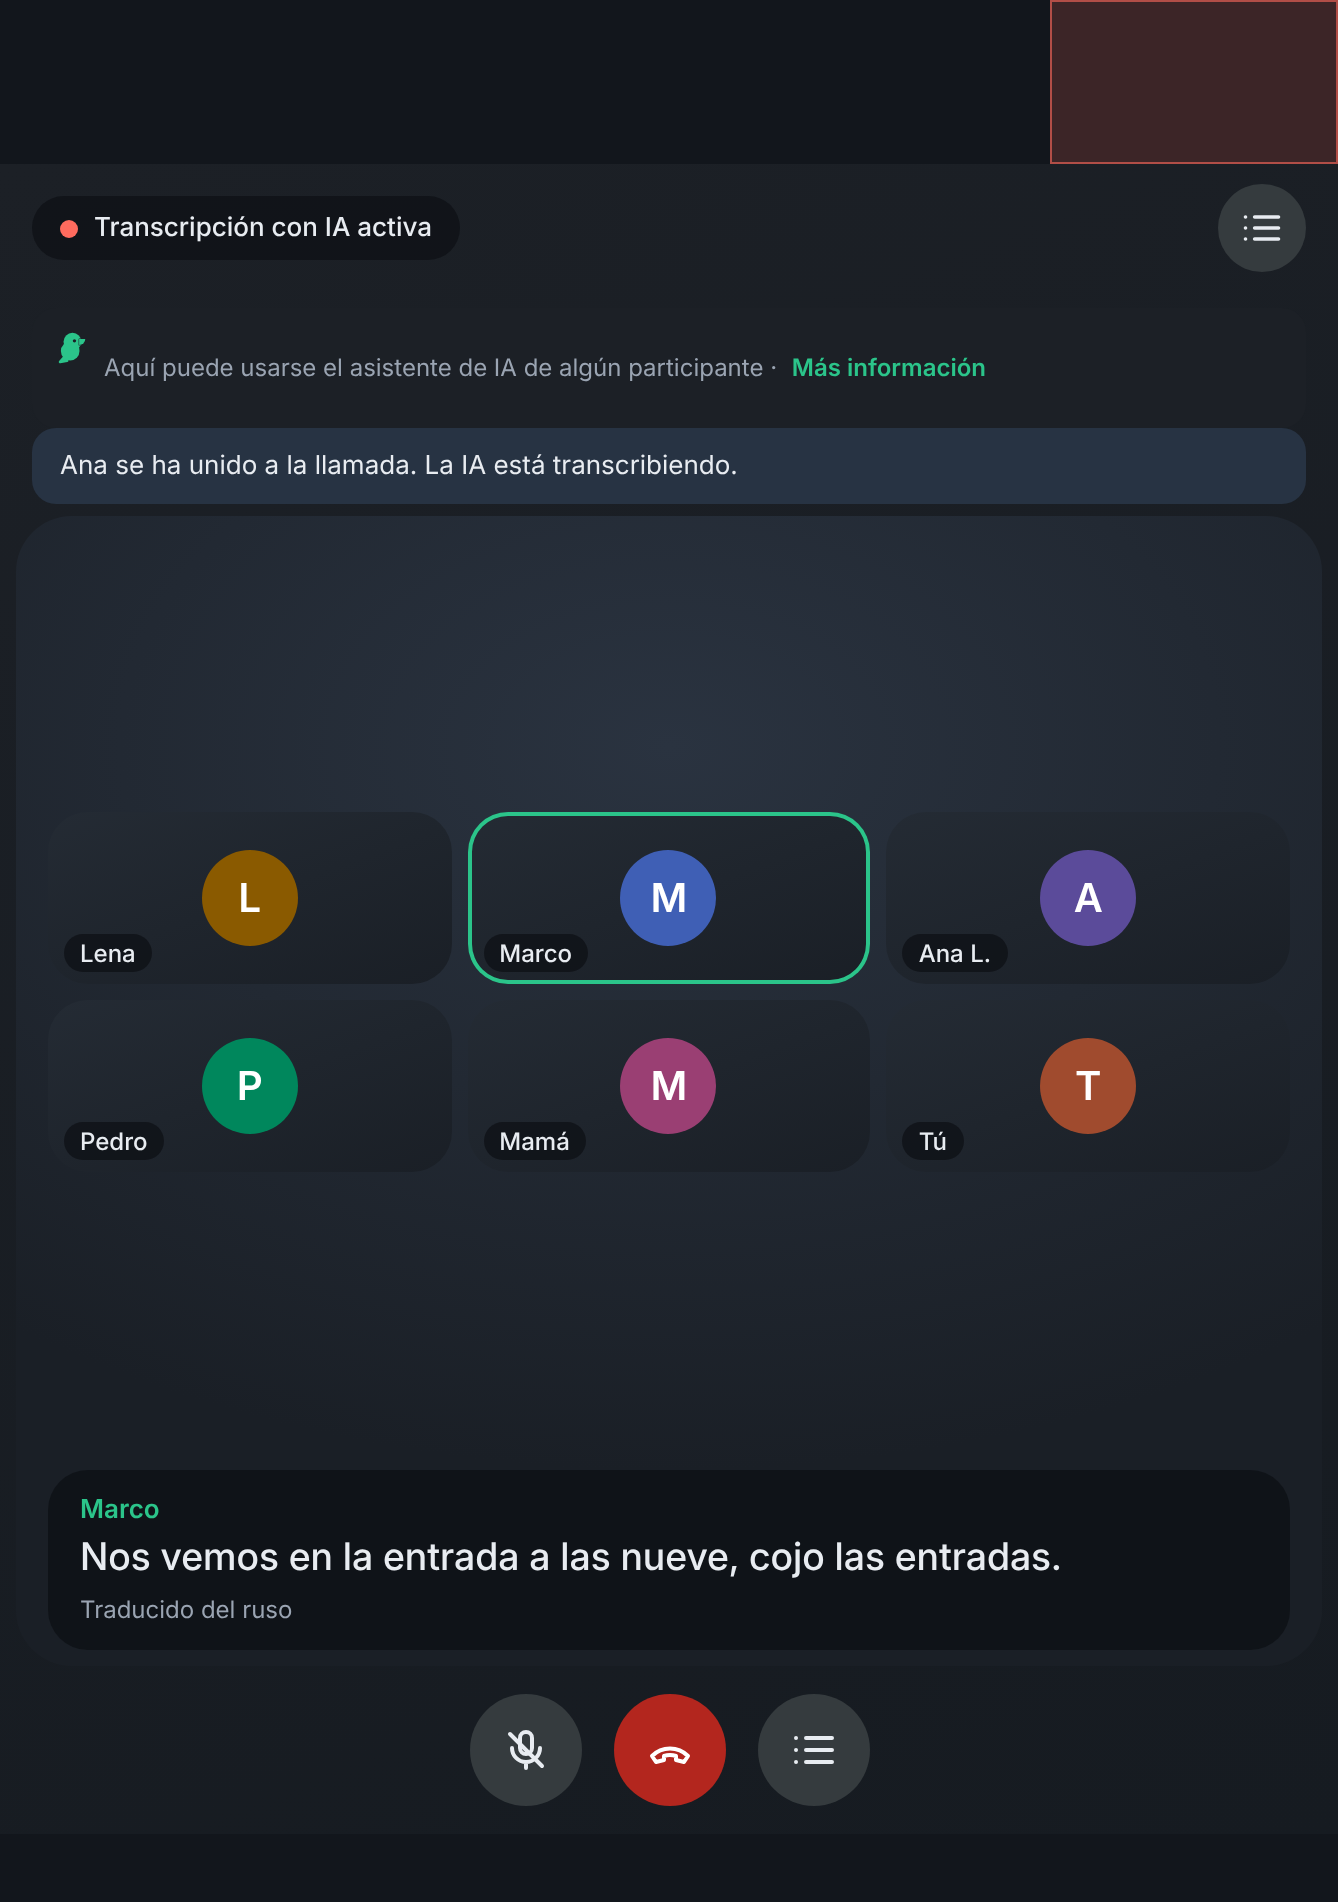 Transcripción con IA activa
Aquí puede usarse el asistente de IA de algún participante · Más información
Ana se ha unido a la llamada. La IA está transcribiendo.
L
Lena
M
Marco
A
Ana L.
P
Pedro
M
Mamá
T
Tú
Marco
Nos vemos en la entrada a las nueve, cojo las entradas.
Traducido del ruso